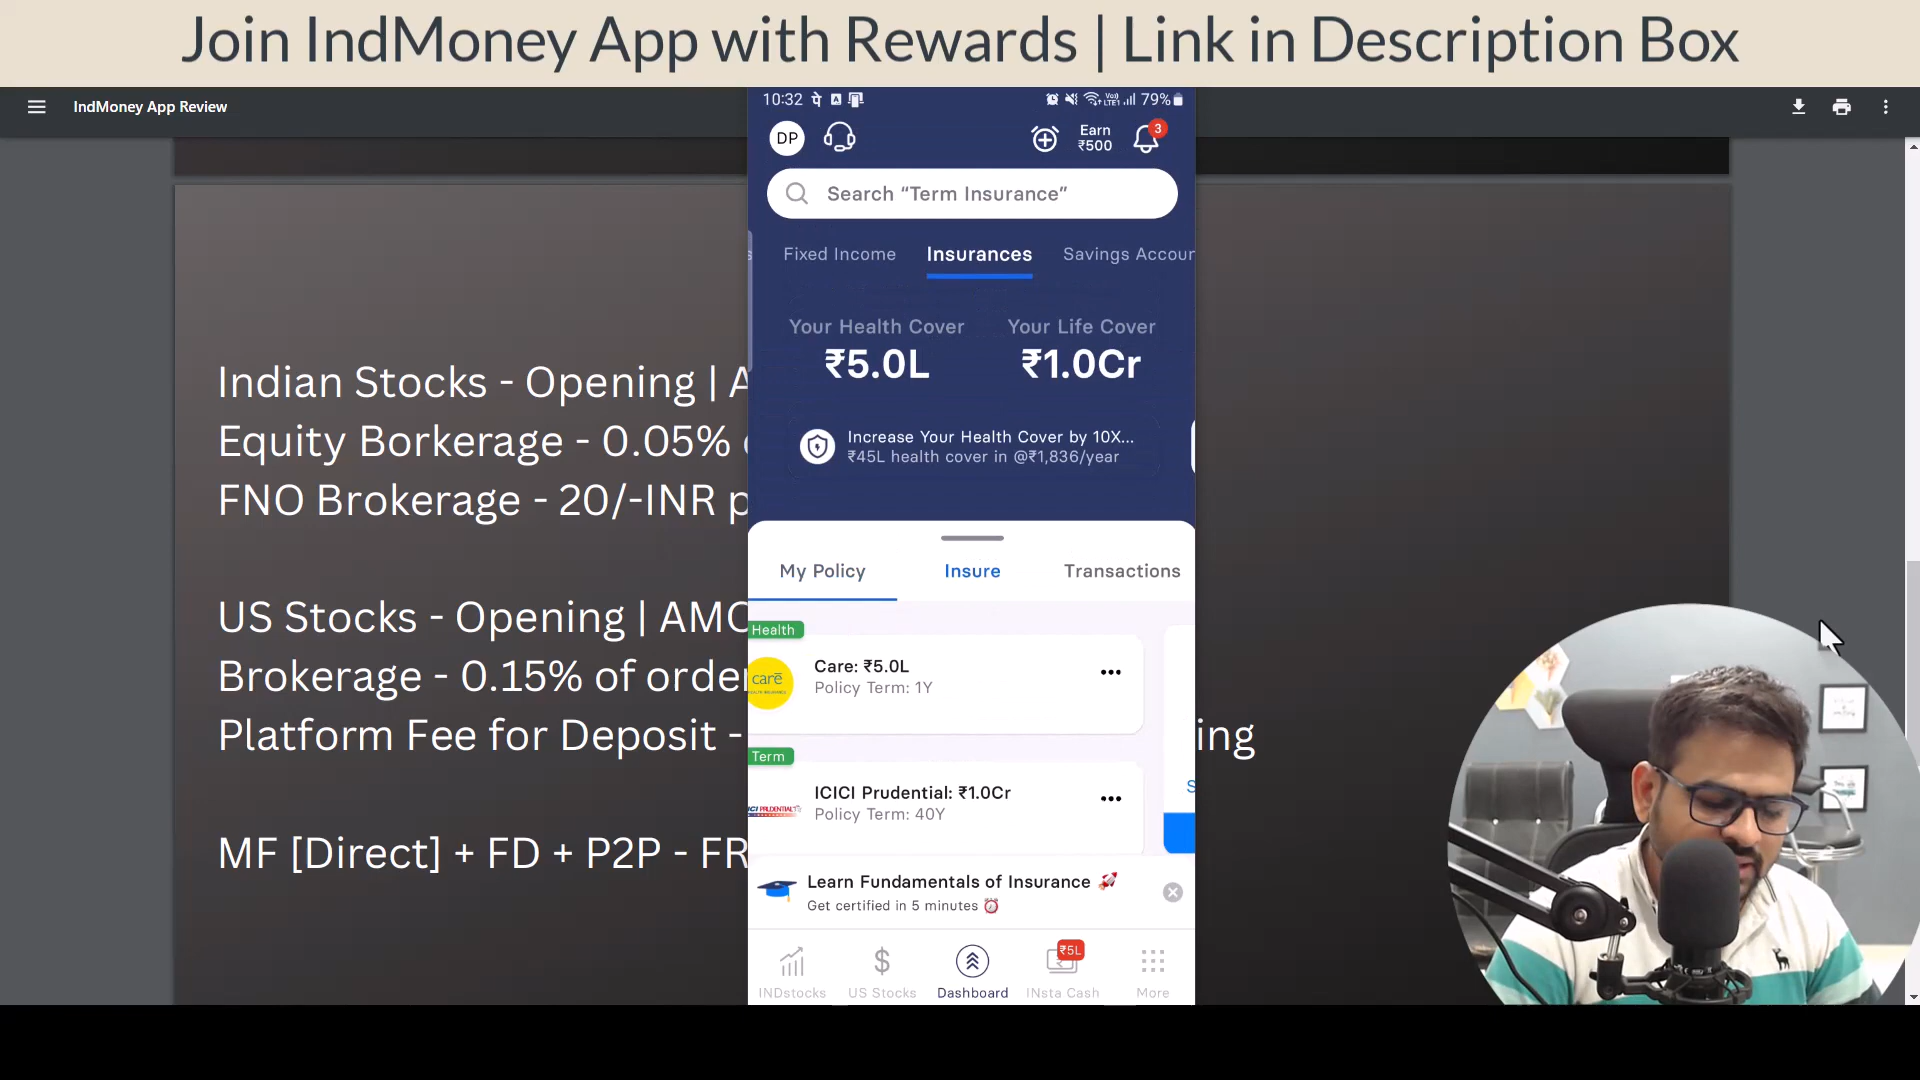 Join IndMoney App with Rewards | Link in Description Box
IndMoney App Review
10:32
79%
DP
Earn
₹500
3
Search “Term Insurance”
Fixed Income
Insurances
Savings Accour
Your Health Cover
Your Life Cover
₹5.0L
₹1.0Cr
Increase Your Health Cover by 10X...
₹45L health cover in @₹1,836/year
My Policy
Insure
Transactions
Health
care
Care: ₹5.0L
Policy Term: 1Y
Term
ICICI Prudential: ₹1.0Cr
Policy Term: 40Y
Learn Fundamentals of Insurance
Get certified in 5 minutes
₹5L
INDstocks
US Stocks
Dashboard
INsta Cash
More
Indian Stocks - Opening | A
Equity Borkerage - 0.05%
FNO Brokerage - 20/-INR p
US Stocks - Opening | AMC
Brokerage - 0.15% of order
Platform Fee for Deposit - ing
MF [Direct] + FD + P2P - FR